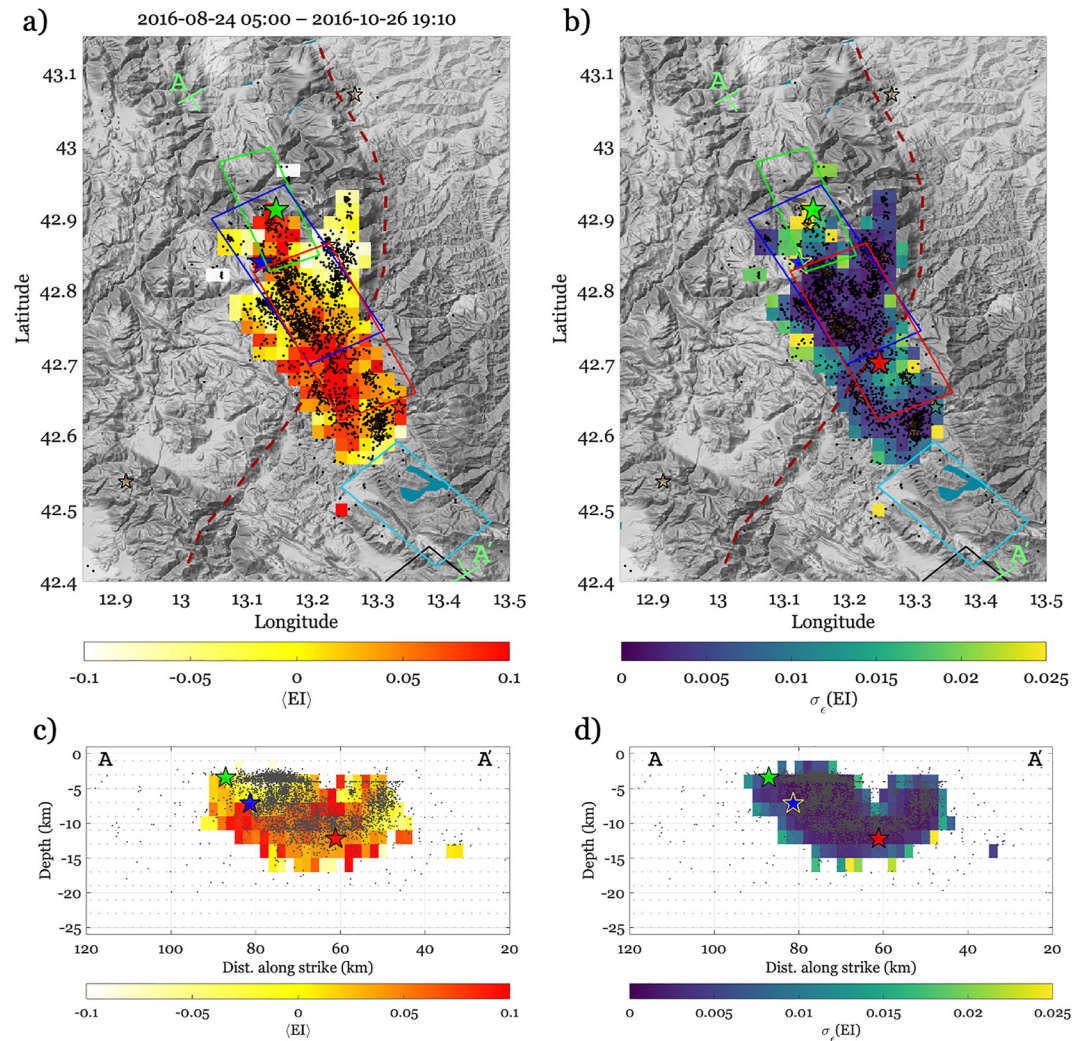 a)
2016-08-24 05:00 – 2016-10-26 19:10
b)
Latitude
43.1
43
42.9
42.8
42.7
42.6
42.5
42.4
A
A'
12.9 13 13.1 13.2 13.3 13.4 13.5
Longitude
-0.1 -0.05 0 0.05 0.1
⟨EI⟩
Latitude
43.1
43
42.9
42.8
42.7
42.6
42.5
42.4
A
A'
12.9 13 13.1 13.2 13.3 13.4 13.5
Longitude
0 0.005 0.01 0.015 0.02 0.025
σϵ(EI)
c)
A A'
Depth (km)
0
-5
-10
-15
-20
-25
120 100 80 60 40 20
Dist. along strike (km)
-0.1 -0.05 0 0.05 0.1
⟨EI⟩
d)
A A'
Depth (km)
0
-5
-10
-15
-20
-25
120 100 80 60 40 20
Dist. along strike (km)
0 0.005 0.01 0.015 0.02 0.025
σϵ(EI)